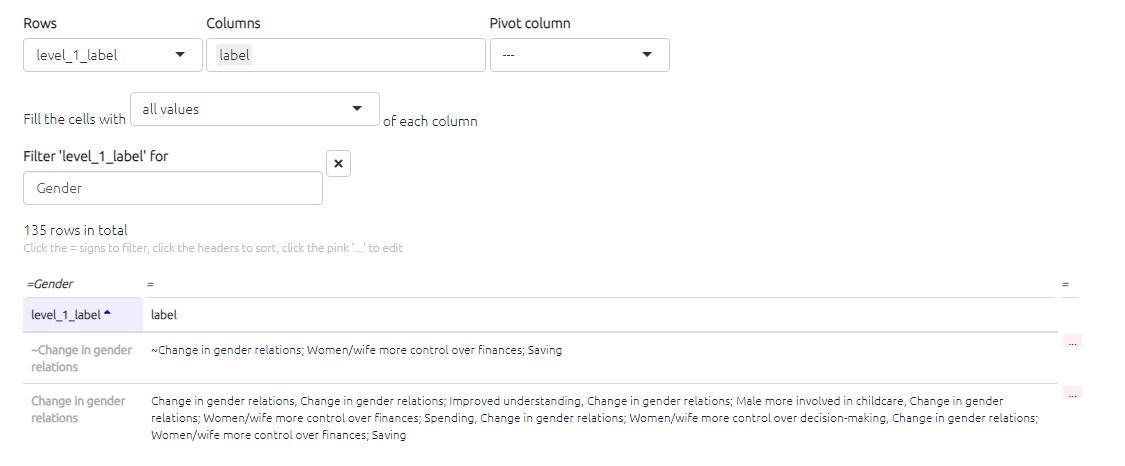 Rows Columns Pivot column
level_1_label label ---
Fill the cells with all values of each column
Filter 'level_1_label' for ×
Gender
135 rows in total
Click the = signs to filter, click the headers to sort, click the pink '...' to edit
=Gender = =
level_1_label label
~Change in gender relations ~Change in gender relations; Women/wife more control over finances; Saving ...
Change in gender relations Change in gender relations, Change in gender relations; Improved understanding, Change in gender relations; Male more involved in childcare, Change in gender ...
relations; Women/wife more control over finances; Spending, Change in gender relations; Women/wife more control over decision-making, Change in gender relations;
Women/wife more control over finances; Saving